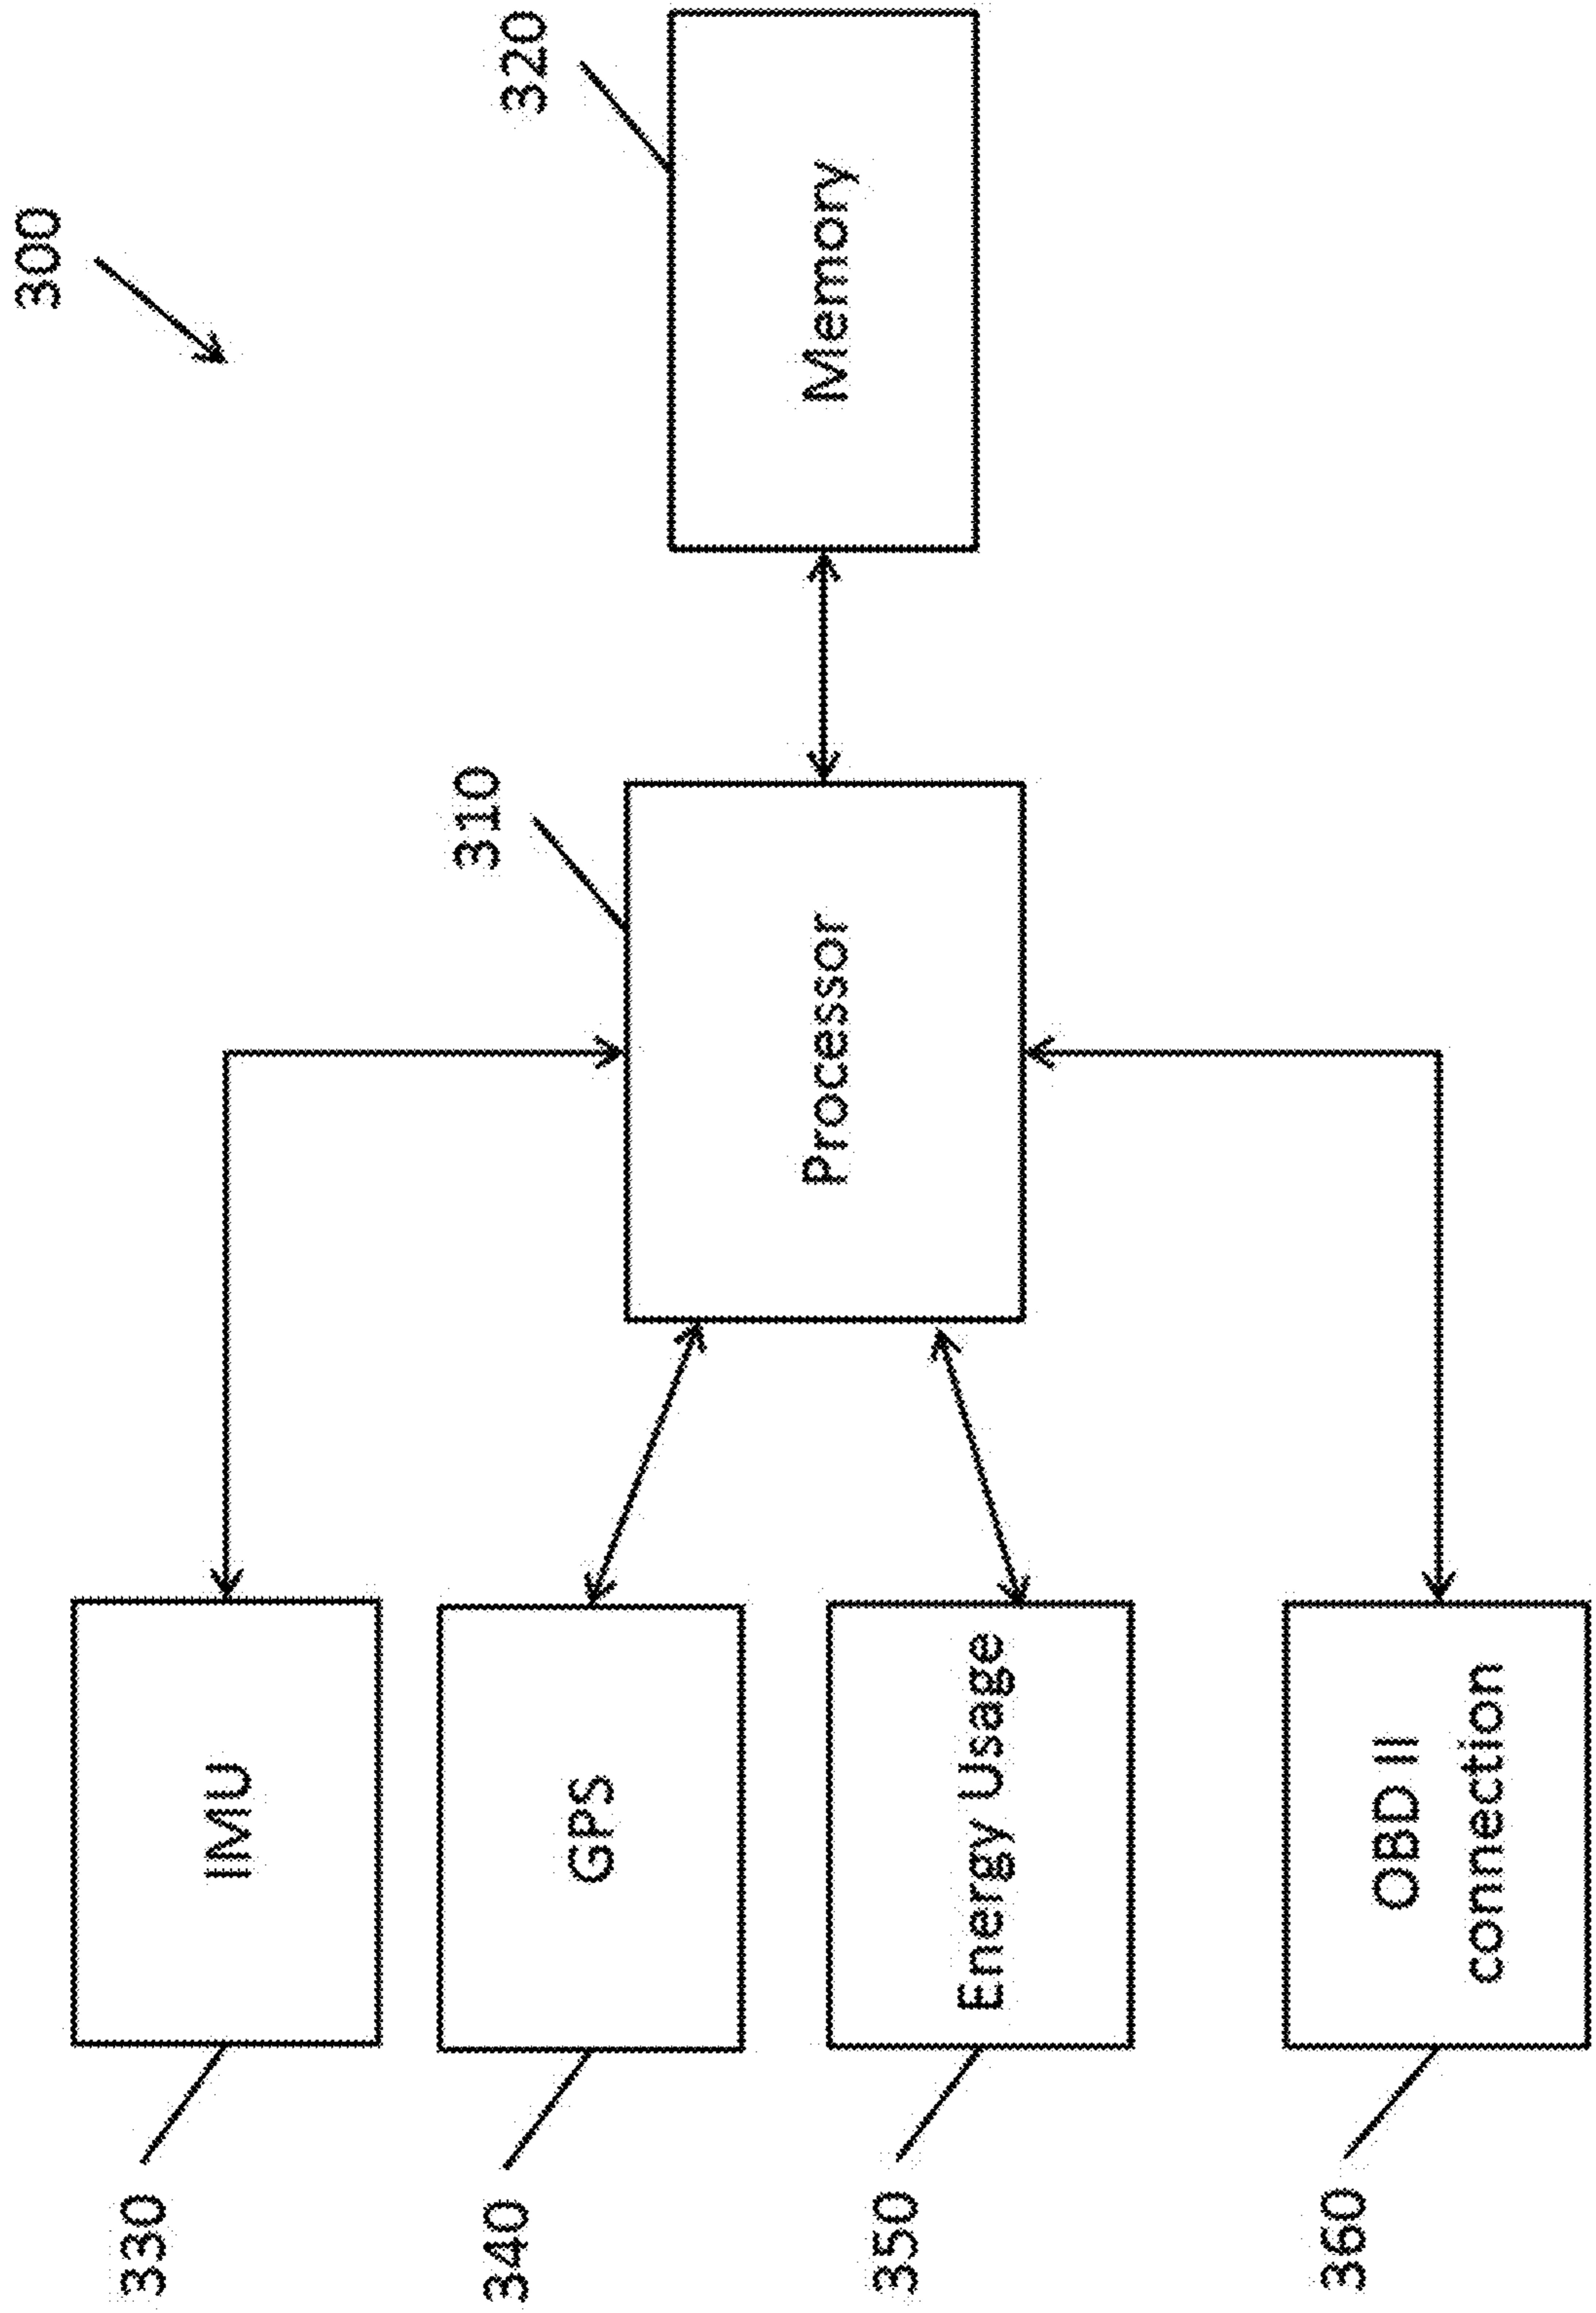 300
330
IMU
340
GPS
310
320
Processor
Memory
350
Energy Usage
360
OBD II
connection